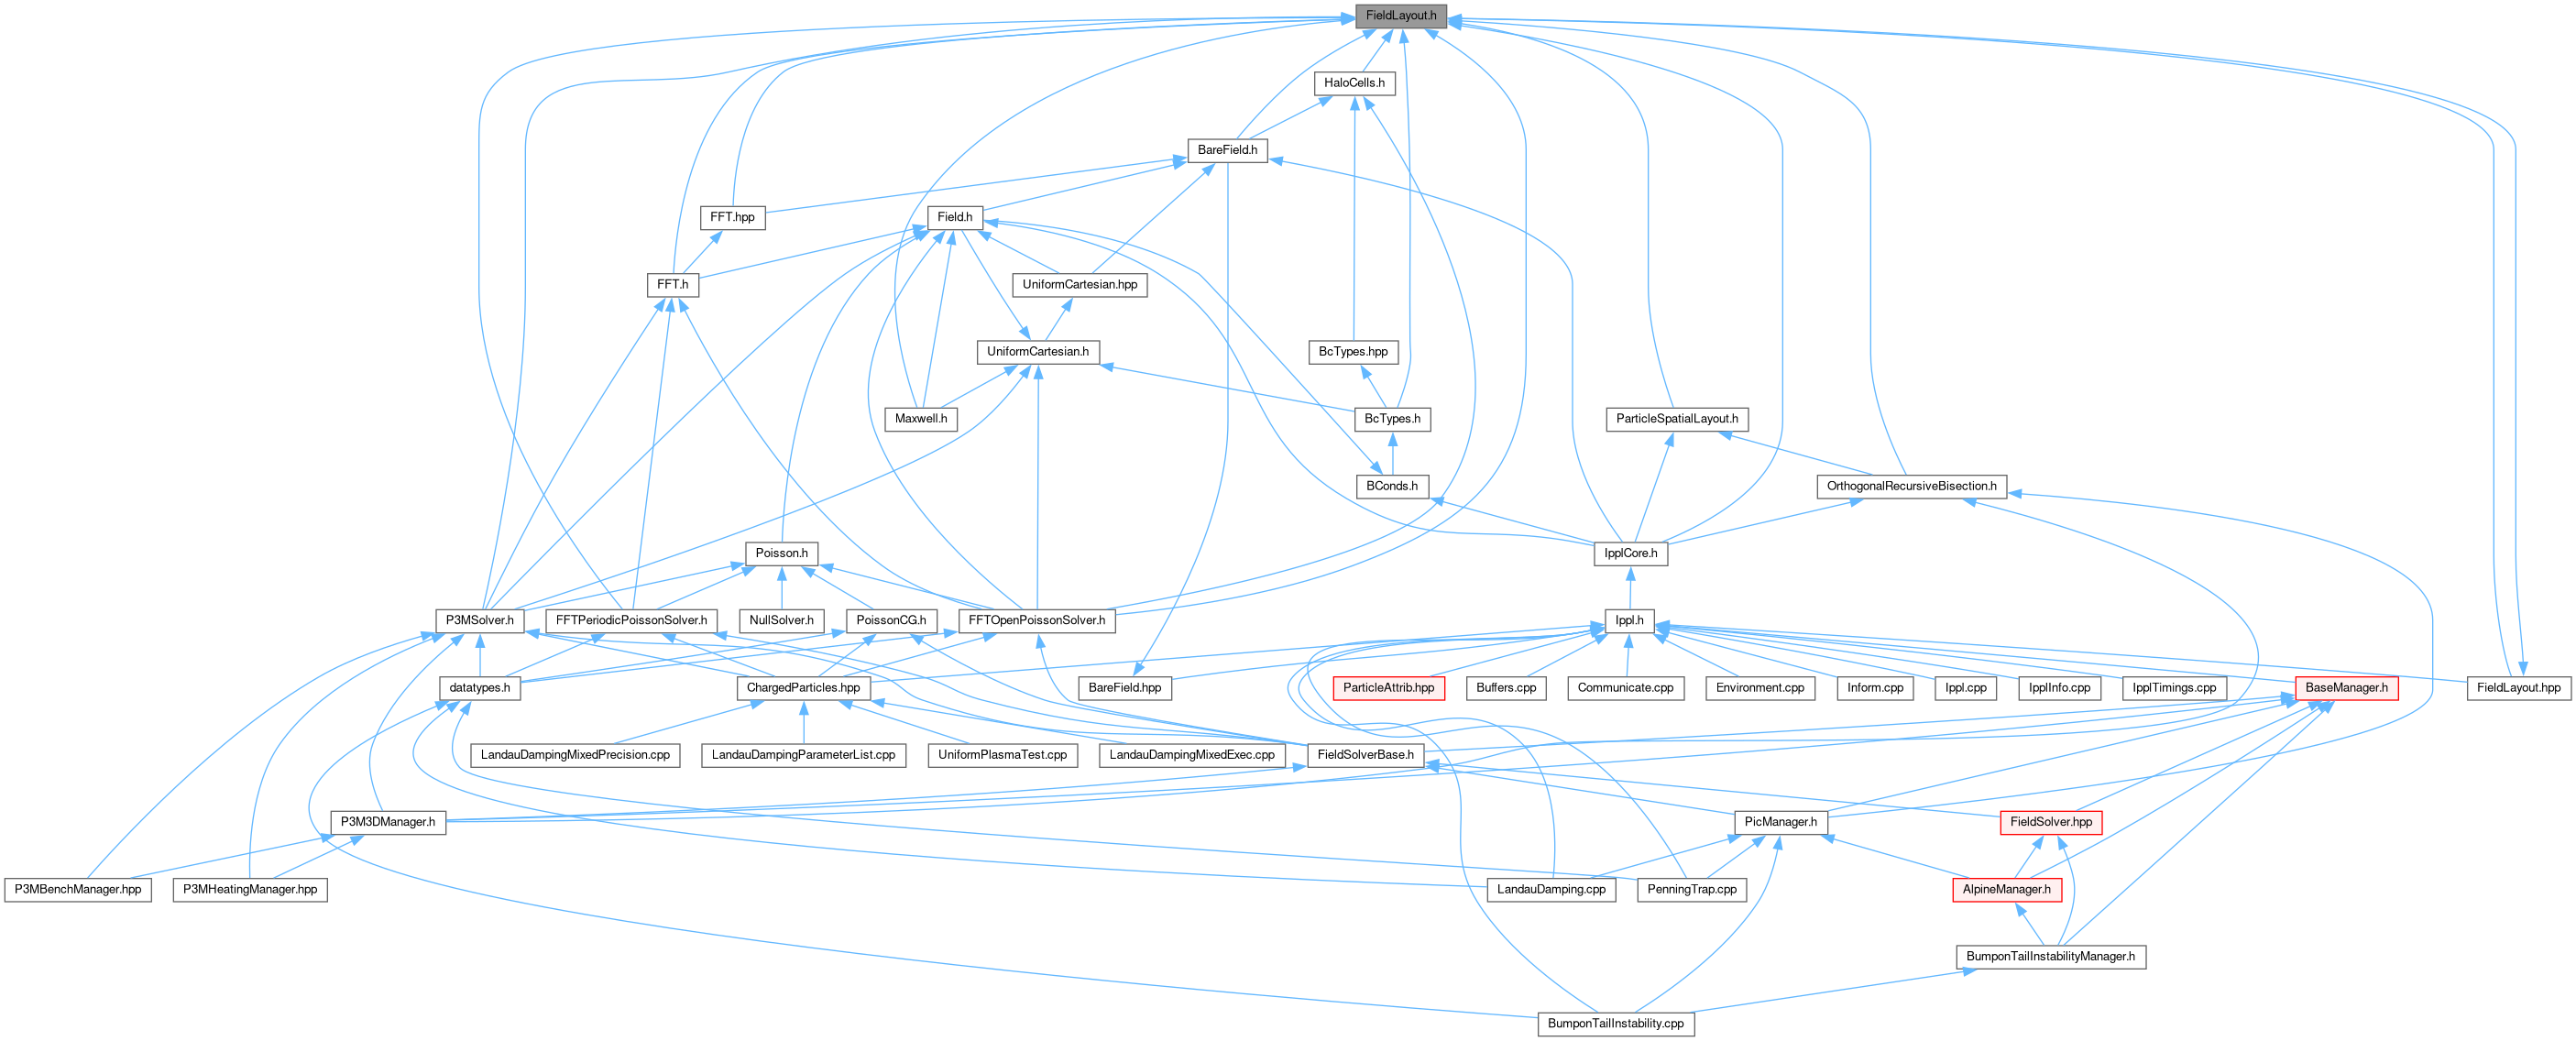 FieldLayout.h
HaloCells.h
BareField.h
FFT.hpp
Field.h
FFT.h
UniformCartesian.hpp
UniformCartesian.h
BcTypes.hpp
Maxwell.h
BcTypes.h
ParticleSpatialLayout.h
BConds.h
OrthogonalRecursiveBisection.h
Poisson.h
IpplCore.h
P3MSolver.h
FFTPeriodicPoissonSolver.h
NullSolver.h
PoissonCG.h
FFTOpenPoissonSolver.h
Ippl.h
datatypes.h
ChargedParticles.hpp
BareField.hpp
ParticleAttrib.hpp
Buffers.cpp
Communicate.cpp
Environment.cpp
Inform.cpp
Ippl.cpp
IpplInfo.cpp
IpplTimings.cpp
BaseManager.h
FieldLayout.hpp
LandauDampingMixedPrecision.cpp
LandauDampingParameterList.cpp
UniformPlasmaTest.cpp
LandauDampingMixedExec.cpp
FieldSolverBase.h
P3M3DManager.h
PicManager.h
FieldSolver.hpp
P3MBenchManager.hpp
P3MHeatingManager.hpp
LandauDamping.cpp
PenningTrap.cpp
AlpineManager.h
BumponTailInstabilityManager.h
BumponTailInstability.cpp